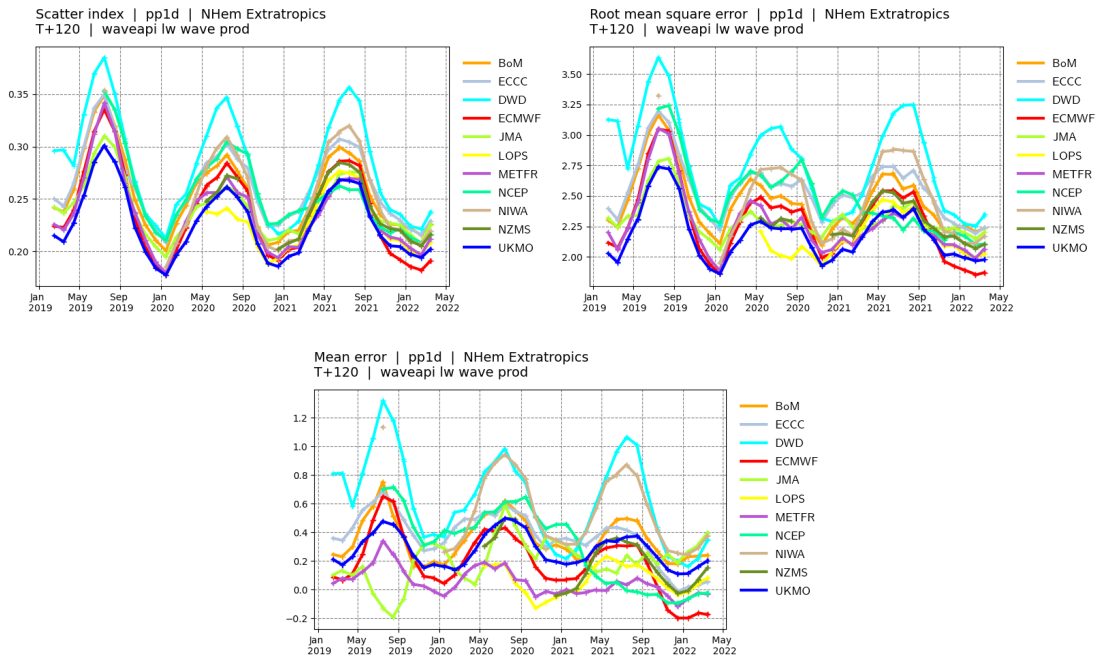 Scatter index | pp1d | NHem Extratropics
T+120 | waveapi lw wave prod
0.35
0.30
0.25
0.20
Jan 2019
May 2019
Sep 2019
Jan 2020
May 2020
Sep 2020
Jan 2021
May 2021
Sep 2021
Jan 2022
May 2022
BoM
ECCC
DWD
ECMWF
JMA
LOPS
METFR
NCEP
NIWA
NZMS
UKMO
Root mean square error | pp1d | NHem Extratropics
T+120 | waveapi lw wave prod
3.50
3.25
3.00
2.75
2.50
2.25
2.00
Jan 2019
May 2019
Sep 2019
Jan 2020
May 2020
Sep 2020
Jan 2021
May 2021
Sep 2021
Jan 2022
May 2022
BoM
ECCC
DWD
ECMWF
JMA
LOPS
METFR
NCEP
NIWA
NZMS
UKMO
Mean error | pp1d | NHem Extratropics
T+120 | waveapi lw wave prod
1.2
1.0
0.8
0.6
0.4
0.2
0.0
−0.2
Jan 2019
May 2019
Sep 2019
Jan 2020
May 2020
Sep 2020
Jan 2021
May 2021
Sep 2021
Jan 2022
May 2022
BoM
ECCC
DWD
ECMWF
JMA
LOPS
METFR
NCEP
NIWA
NZMS
UKMO